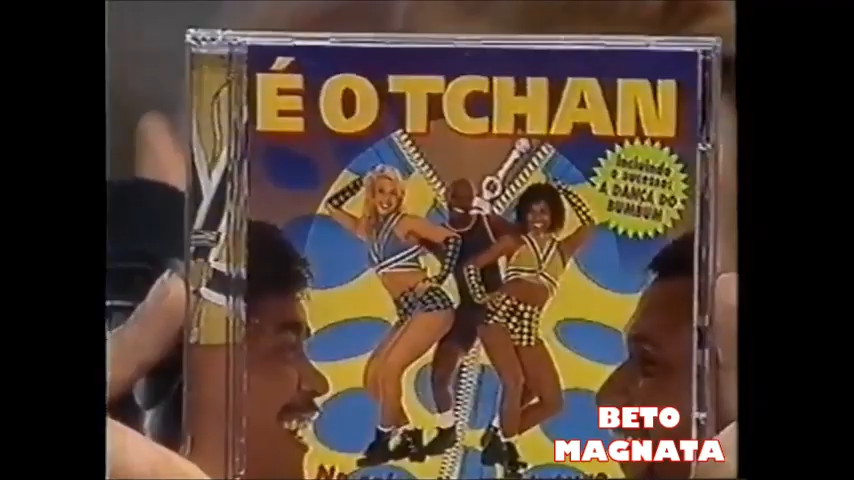 É O TCHAN
Incluindo
o sucesso:
A DANÇA DO
BUMBUM
BETO
MAGNATA